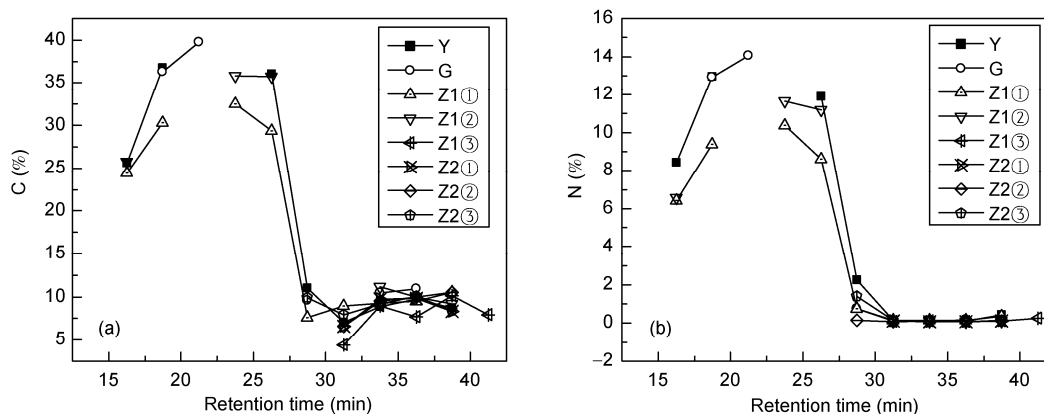 40
35
30
25
20
15
10
5
C (%)
15 20 25 30 35 40
Retention time (min)
(a)
Y
G
Z1①
Z1②
Z1③
Z2①
Z2②
Z2③
16
14
12
10
8
6
4
2
0
−2
N (%)
15 20 25 30 35 40
Retention time (min)
(b)
Y
G
Z1①
Z1②
Z1③
Z2①
Z2②
Z2③